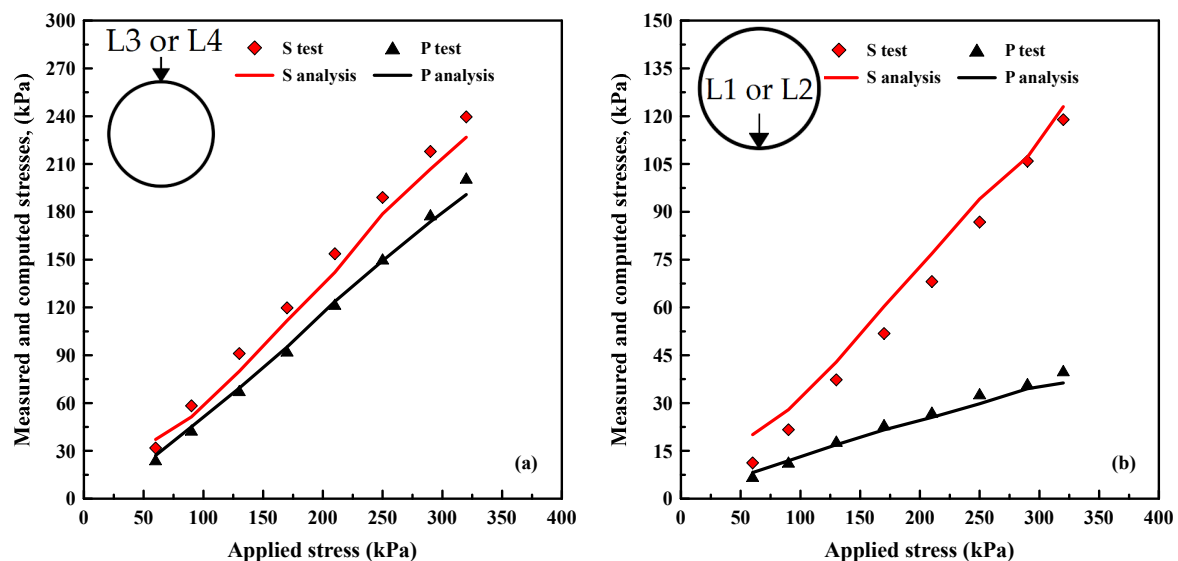 L3 or L4
S test
P test
S analysis
P analysis
300
270
240
210
180
150
120
90
60
30
0
0 50 100 150 200 250 300 350 400
Measured and computed stresses, (kPa)
Applied stress (kPa)
(a)
L1 or L2
S test
P test
S analysis
P analysis
150
135
120
105
90
75
60
45
30
15
0
0 50 100 150 200 250 300 350 400
Measured and computed stresses, (kPa)
Applied stress (kPa)
(b)